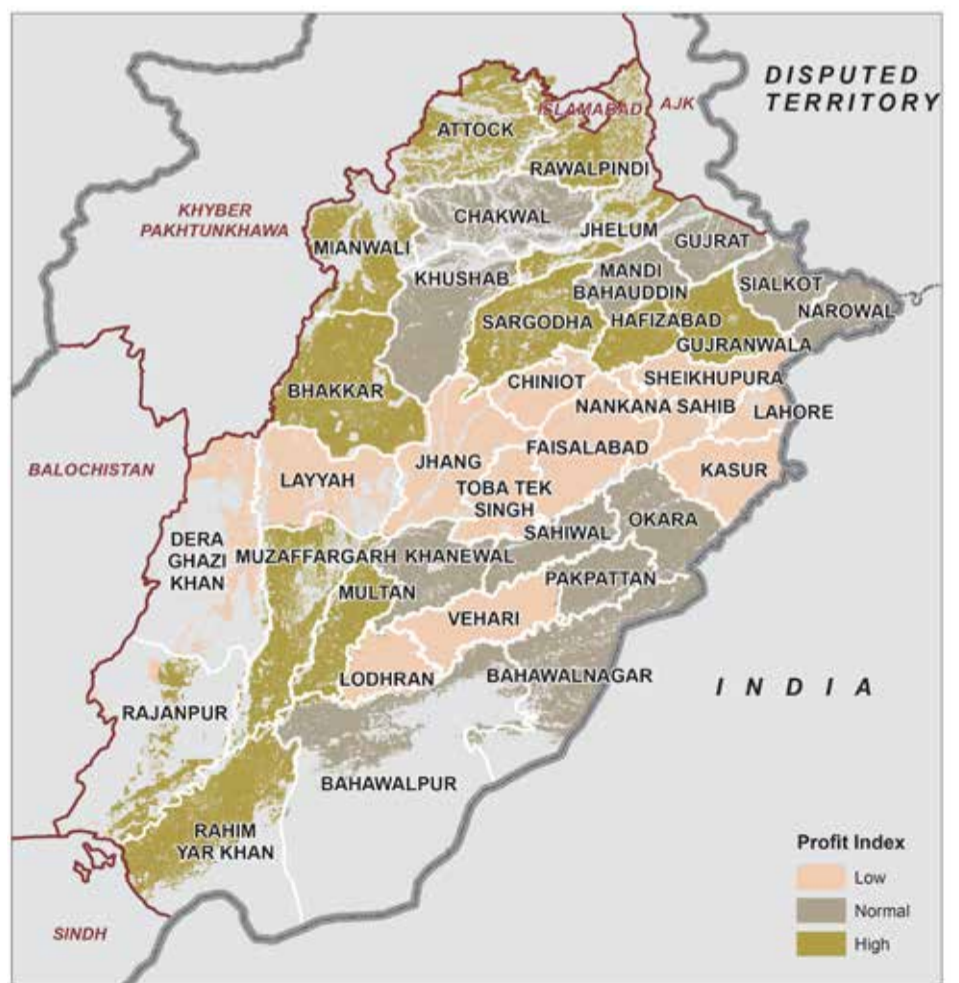 DISPUTED
TERRITORY
ISLAMABAD
AJK
ATTOCK
RAWALPINDI
KHYBER
PAKHTUNKHAWA
CHAKWAL
MIANWALI
JHELUM
GUJRAT
KHUSHAB
MANDI
BAHAUDDIN
SIALKOT
NAROWAL
SARGODHA
HAFIZABAD
GUJRANWALA
BHAKKAR
CHINIOT
SHEIKHUPURA
NANKANA SAHIB
LAHORE
BALOCHISTAN
LAYYAH
JHANG
FAISALABAD
KASUR
TOBA TEK
SINGH
DERA
GHAZI
KHAN
SAHIWAL
OKARA
MUZAFFARGARH
KHANEWAL
MULTAN
PAKPATTAN
VEHARI
LODHRAN
BAHAWALNAGAR
INDIA
RAJANPUR
BAHAWALPUR
RAHIM
YAR KHAN
SINDH
Profit Index
Low
Normal
High